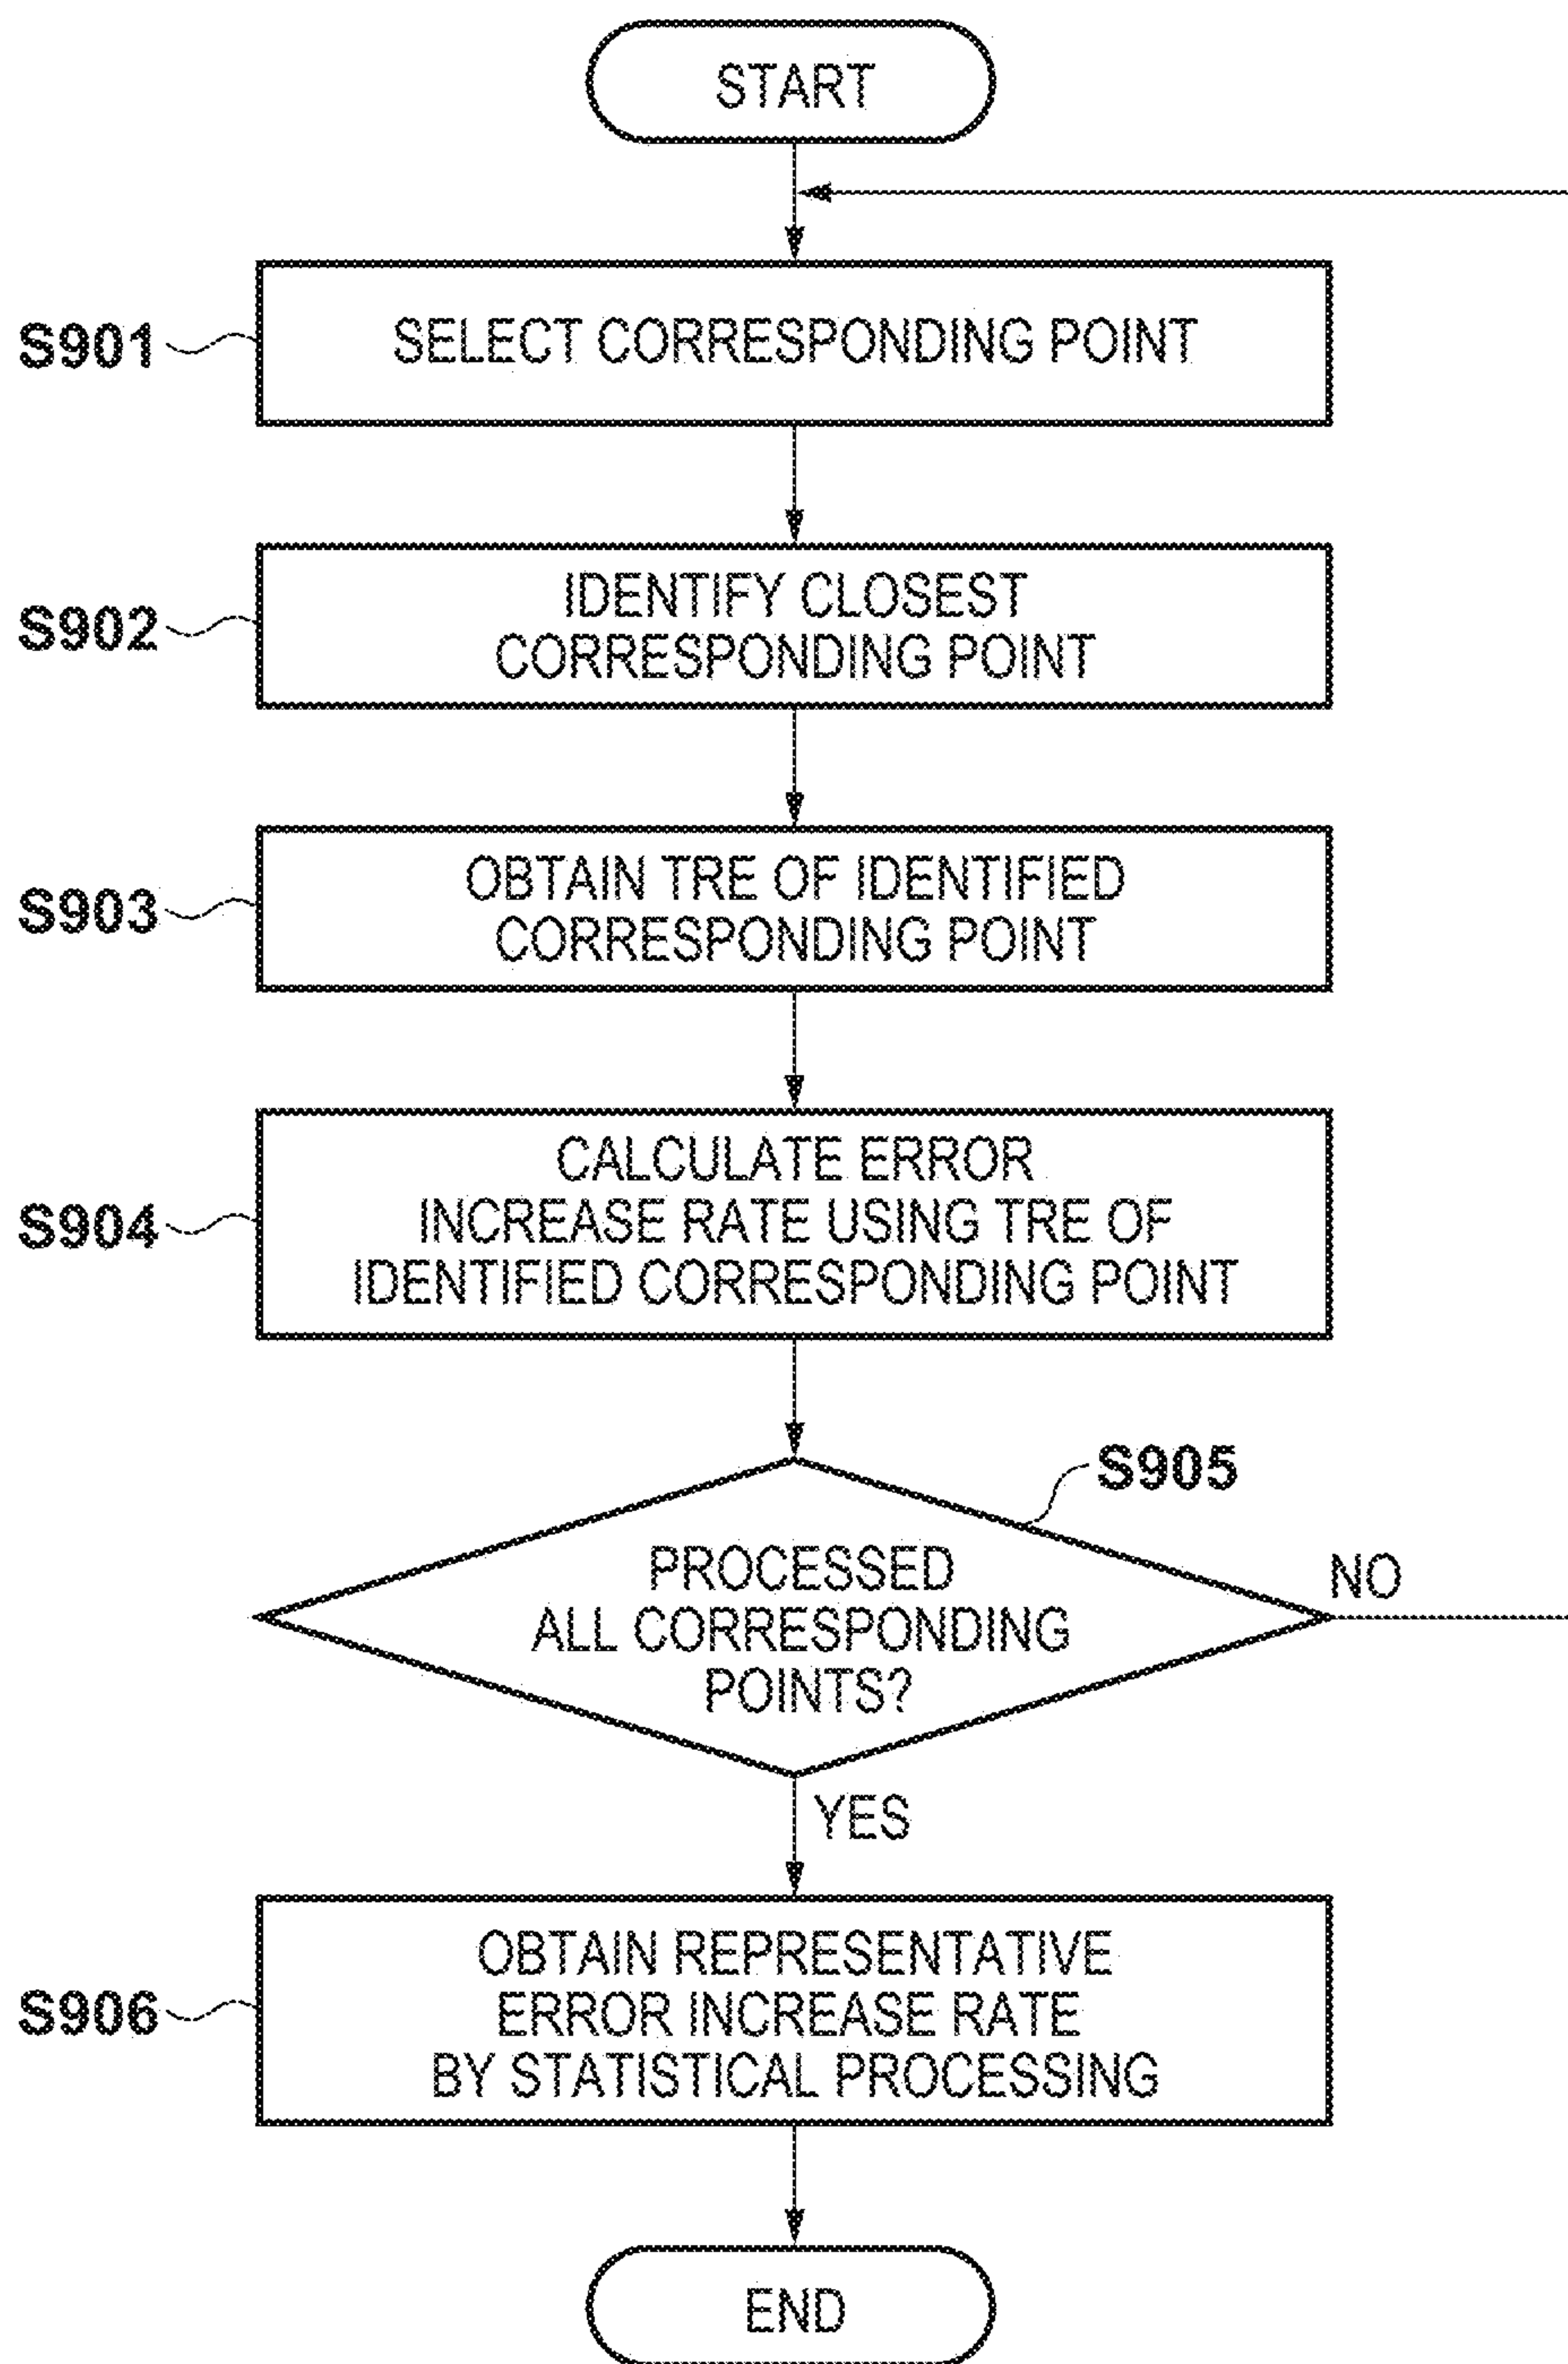 START
S901
SELECT CORRESPONDING POINT
S902
IDENTIFY CLOSEST
CORRESPONDING POINT
S903
OBTAIN TRE OF IDENTIFIED
CORRESPONDING POINT
S904
CALCULATE ERROR
INCREASE RATE USING TRE OF
IDENTIFIED CORRESPONDING POINT
S905
PROCESSED
ALL CORRESPONDING
POINTS?
NO
YES
S906
OBTAIN REPRESENTATIVE
ERROR INCREASE RATE
BY STATISTICAL PROCESSING
END